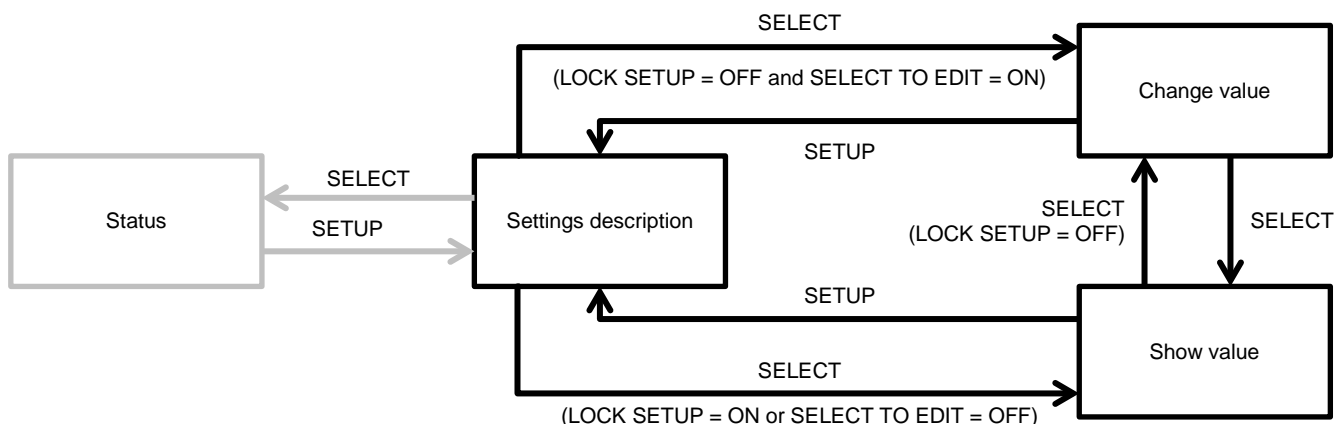 SELECT
(LOCK SETUP = OFF and SELECT TO EDIT = ON)
Change value
SETUP
Status
SELECT
SETUP
Settings description
SELECT
(LOCK SETUP = OFF)
SELECT
SETUP
Show value
SELECT
(LOCK SETUP = ON or SELECT TO EDIT = OFF)